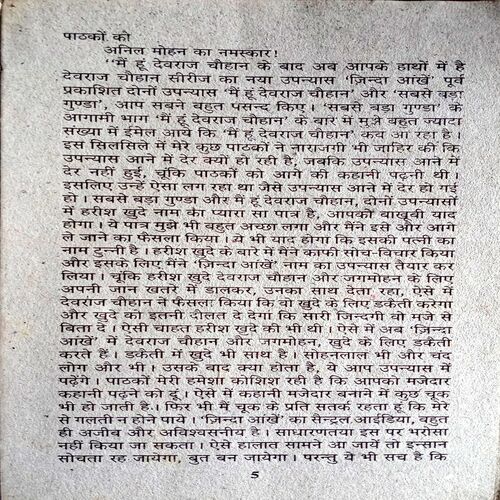 पाठकों को
अनिल मोहन का नमस्कार!
"मैं हूं देवराज चौहान के बाद अब आपके हाथों में है
देवराज चौहान सीरीज का नया उपन्यास 'ज़िन्दा आंखें' पूर्व
प्रकाशित दोनों उपन्यास 'मैं हूं देवराज चौहान' और 'सबसे बड़ा
गुण्डा', आप सबने बहुत पसन्द किए। 'सबसे बड़ा गुण्डा' के
आगामी भाग 'मैं हूं देवराज चौहान' के बारे में मुझे बहुत ज्यादा
संख्या में ईमेल आये कि 'मैं हूं देवराज चौहान' कब आ रहा है।
इस सिलसिले में मेरे कुछ पाठकों ने नाराजगी भी जाहिर की कि
उपन्यास आने में देर क्यों हो रही है, जबकि उपन्यास आने में
देर नहीं हुई, चूंकि पाठकों को आगे की कहानी पढ़नी थी।
इसलिए उन्हें ऐसा लग रहा था जैसे उपन्यास आने में देर हो गई
हो। सबसे बड़ा गुण्डा और मैं हूं देवराज चौहान, दोनों उपन्यासों
में हरीश खुदे नाम का प्यारा सा पात्र है, आपको बाखूबी याद
होगा। ये पात्र मुझे भी बहुत अच्छा लगा और मैंने इसे और आगे
ले जाने का फैसला किया। ये भी याद होगा कि इसकी पत्नी का
नाम टुन्नी है। हरीश खुदे के बारे में मैंने काफी सोच-विचार किया
और इसके लिए मैंने 'ज़िन्दा आंखें' नाम का उपन्यास तैयार कर
लिया। चूंकि हरीश खुदे देवराज चौहान और जगमोहन के लिए
अपनी जान खतरे में डालकर, उनका साथ देता रहा, ऐसे में
देवराज चौहान ने फैसला किया कि वो खुदे के लिए डकैती करेगा
और खुदे को इतनी दौलत दे देगा कि सारी जिन्दगी वो मजे से
बिता दे। ऐसी चाहत हरीश खुदे की भी थी। ऐसे में अब 'ज़िन्दा
आंखें' में देवराज चौहान और जगमोहन, खुदे के लिए डकैती
करते हैं। डकैती में खुदे भी साथ है। सोहनलाल भी और चंद
लोग और भी। उसके बाद क्या होता है, ये आप उपन्यास में
पढ़ेंगे। पाठकों मेरी हमेशा कोशिश रही है कि आपको मजेदार
कहानी पढ़ने को दूं। ऐसे में कहानी मजेदार बनाने में कुछ चूक
भी हो जाती है। फिर भी मैं चूक के प्रति सतर्क रहता हूं कि मेरे
से गलती न होने पाये। 'ज़िन्दा आंखें' का सैन्ट्रल आईडिया, बहुत
ही अजीब और अविश्वसनीय है। साधारणतया इस पर भरोसा
नहीं किया जा सकता। ऐसे हालात सामने आ जायें तो इन्सान
सोचता रह जायेगा, बुत बन जायेगा। परन्तु ये भी सच है कि
5